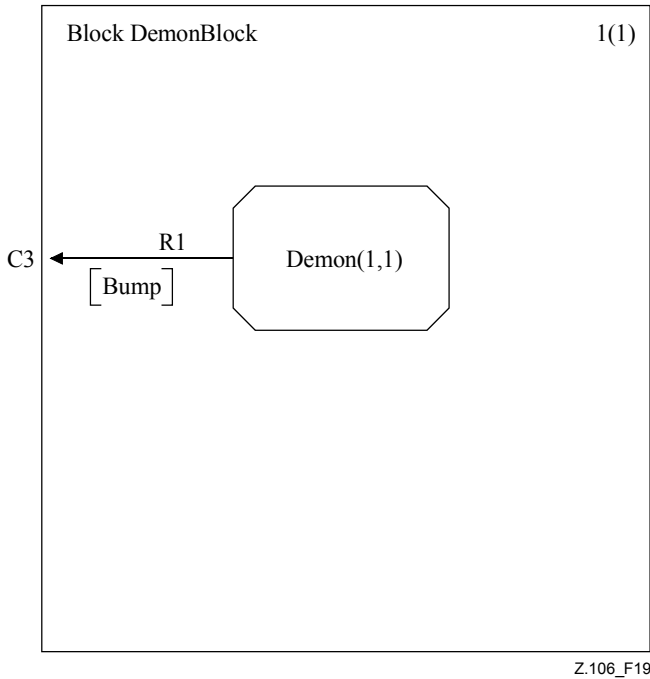 Block DemonBlock 1(1)
R1
C3 Demon(1,1)
[Bump]
Z.106_F19